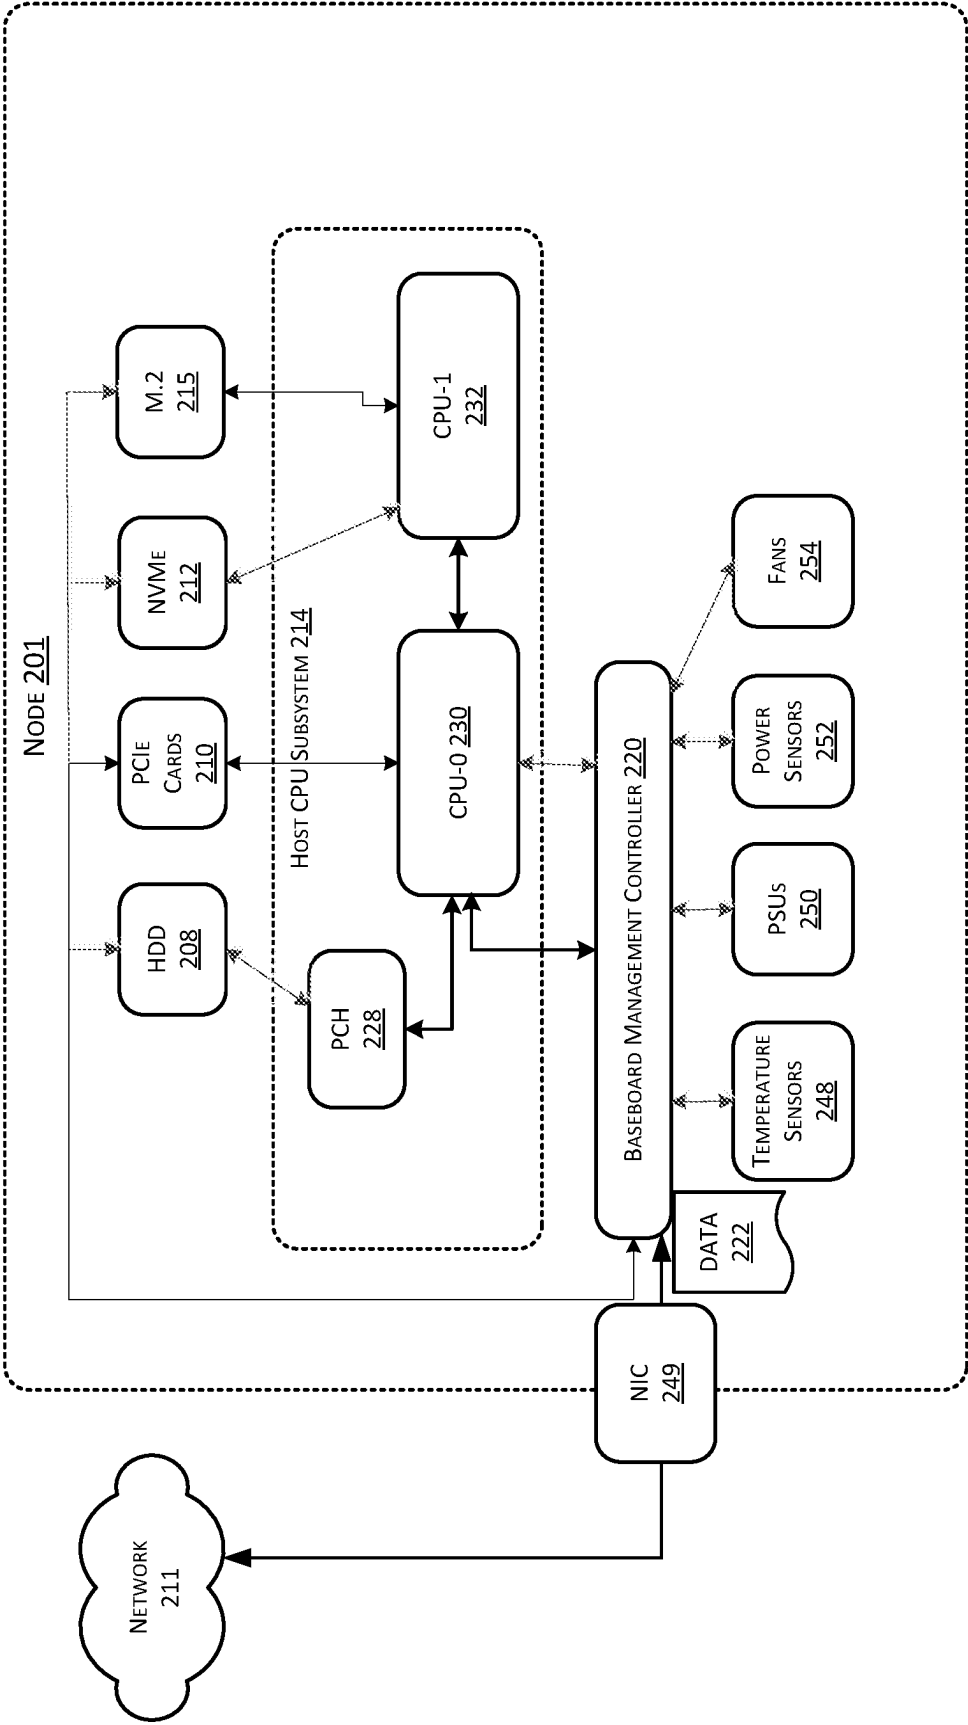 NODE 201
HDD
208
PCIE
CARDS
210
NVME
212
M.2
215
HOST CPU SUBSYSTEM 214
PCH
228
CPU-0 230
CPU-1
232
BASEBOARD MANAGEMENT CONTROLLER 220
NETWORK
211
NIC
249
DATA
222
TEMPERATURE
SENSORS
248
PSUS
250
POWER
SENSORS
252
FANS
254